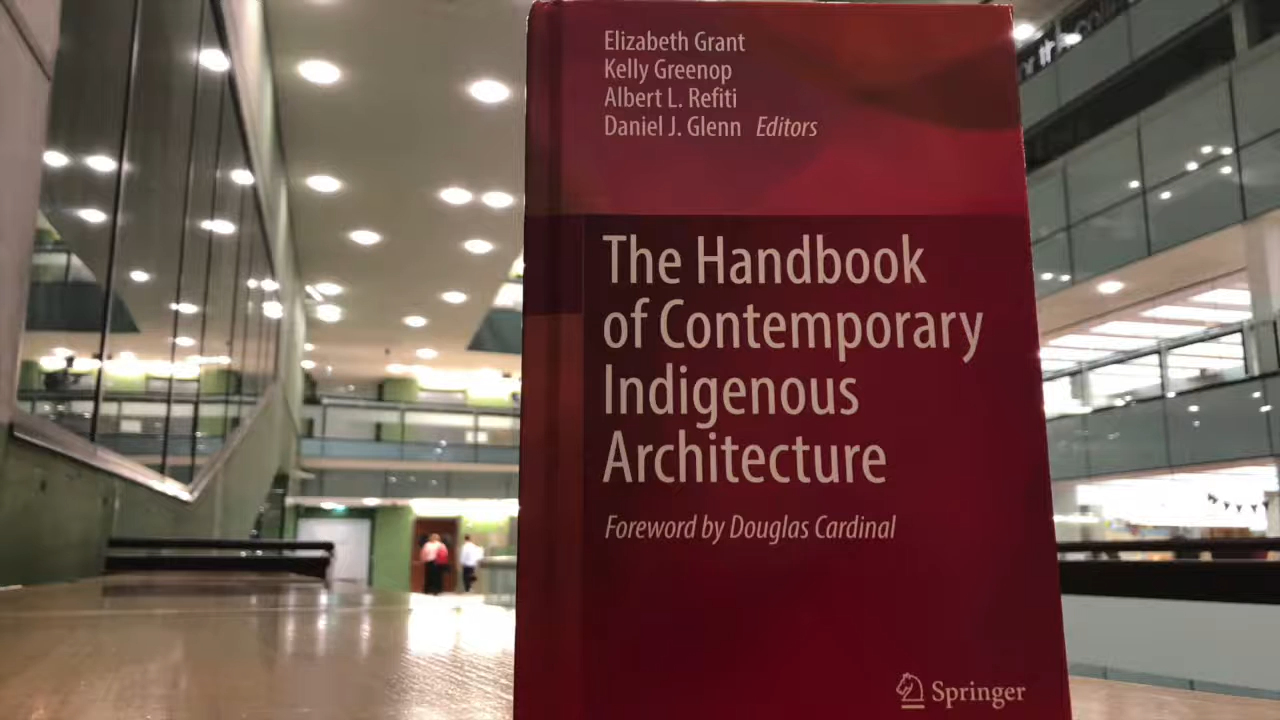 Elizabeth Grant
Kelly Greenop
Albert L. Refiti
Daniel J. Glenn Editors
The Handbook
of Contemporary
Indigenous
Architecture
Foreword by Douglas Cardinal
Springer